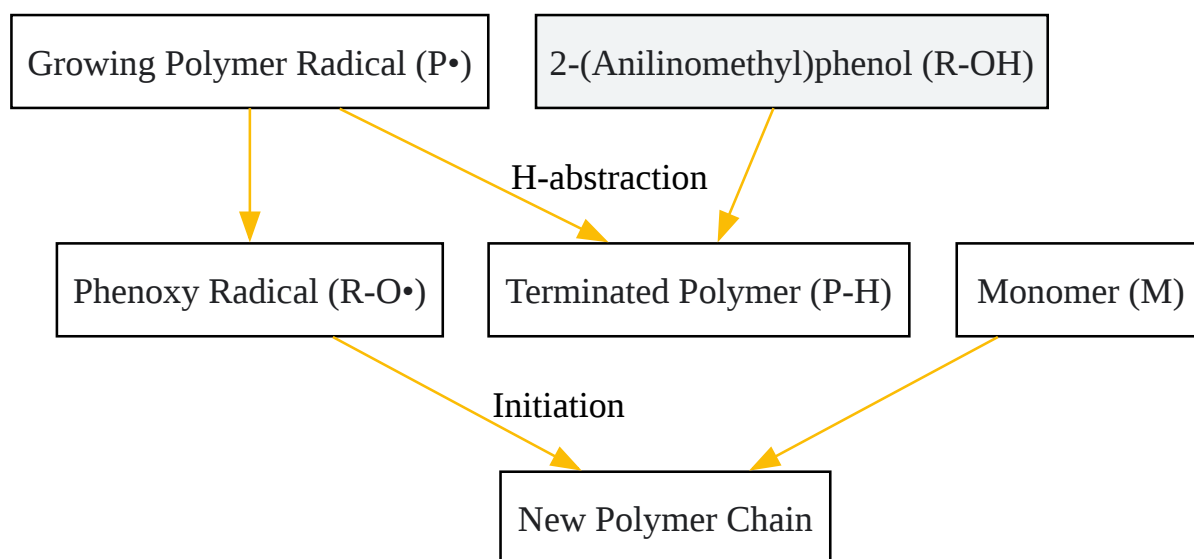 Growing Polymer Radical (P•)
2-(Anilinomethyl)phenol (R-OH)
H-abstraction
Phenoxy Radical (R-O•)
Terminated Polymer (P-H)
Monomer (M)
Initiation
New Polymer Chain